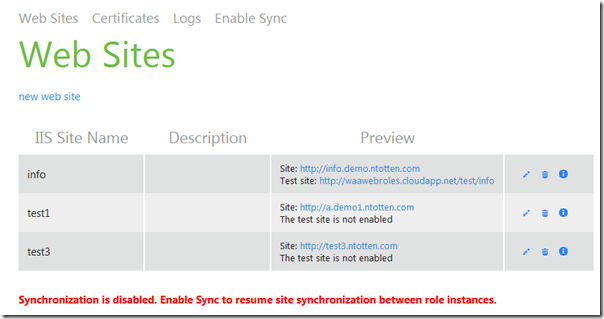 Web Sites Certificates Logs Enable Sync
Web Sites
new web site
IIS Site Name Description Preview
info
Site: http://info.demo.ntotten.com
Test site: http://waawebroles.cloudapp.net/test/info
test1
Site: http://a.demo1.ntotten.com
The test site is not enabled
test3
Site: http://test3.ntotten.com
The test site is not enabled
Synchronization is disabled. Enable Sync to resume site synchronization between role instances.